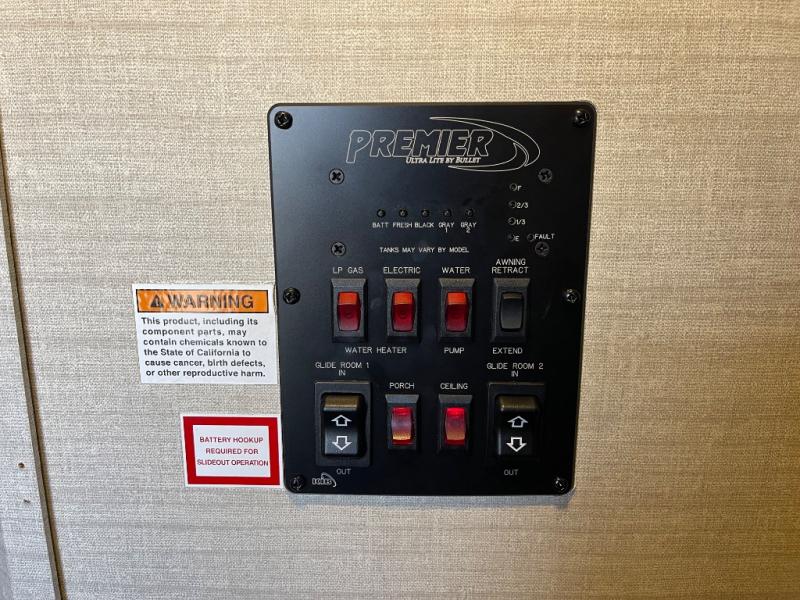 PREMIER
ULTRA LITE BY BULLET
F
2/3
1/3
E FAULT
BATT FRESH BLACK GRAY 1 GRAY 2
TANKS MAY VARY BY MODEL
LP GAS ELECTRIC WATER AWNING RETRACT
WATER HEATER PUMP EXTEND
GLIDE ROOM 1 IN
PORCH
CEILING
GLIDE ROOM 2 IN
OUT
OUT
KIB
WARNING
This product, including its
component parts, may
contain chemicals known to
the State of California to
cause cancer, birth defects,
or other reproductive harm.
BATTERY HOOKUP
REQUIRED FOR
SLIDEOUT OPERATION